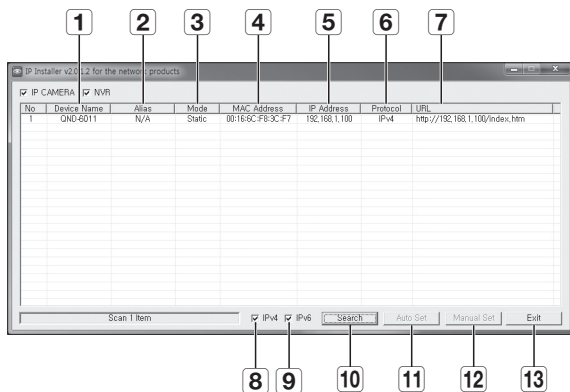 1 2 3 4 5 6 7
IP Installer v2.0.1.2 for the network products
IP CAMERA NVR
No Device Name Alias Mode MAC Address IP Address Protocol URL
1 QND-6011 N/A Static 00:16:6C:F8:3C:F7 192,168,1,100 IPv4 http://192,168,1,100/index,htm
Scan 1 Item IPv4 IPv6 Search Auto Set Manual Set Exit
8 9 10 11 12 13